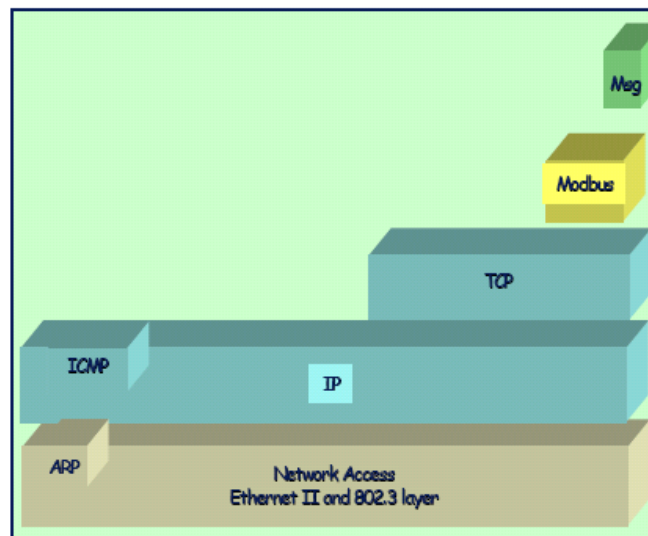 Msg
Modbus
TCP
ICMP
IP
ARP
Network Access
Ethernet II and 802.3 layer